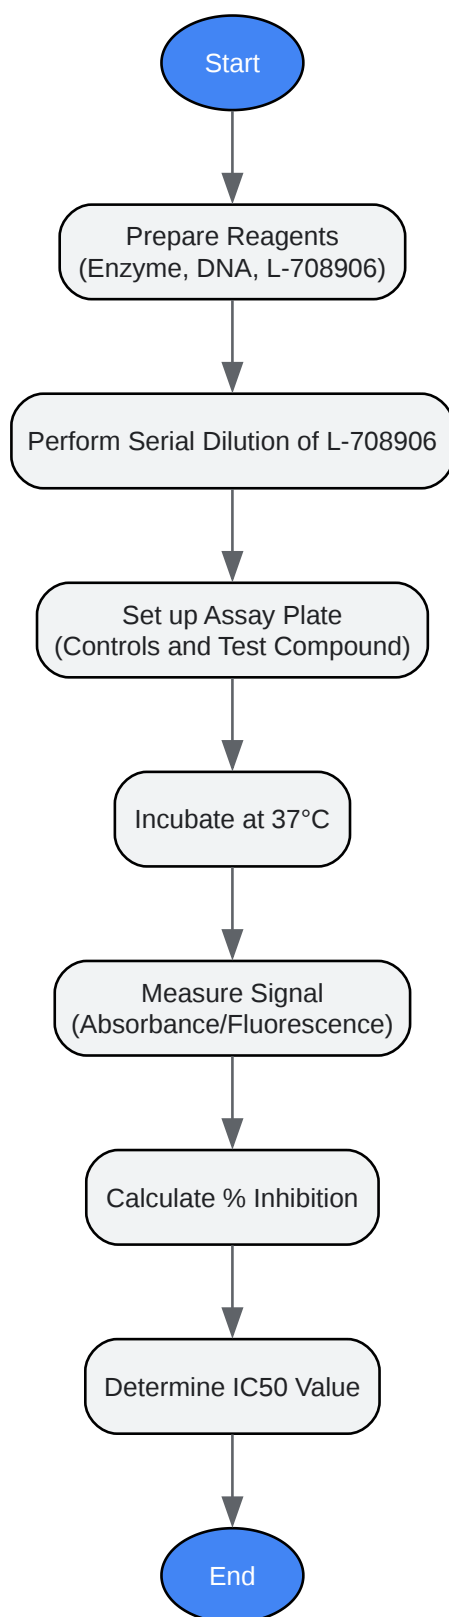 Start
Prepare Reagents
(Enzyme, DNA, L-708906)
Perform Serial Dilution of L-708906
Set up Assay Plate
(Controls and Test Compound)
Incubate at 37°C
Measure Signal
(Absorbance/Fluorescence)
Calculate % Inhibition
Determine IC50 Value
End